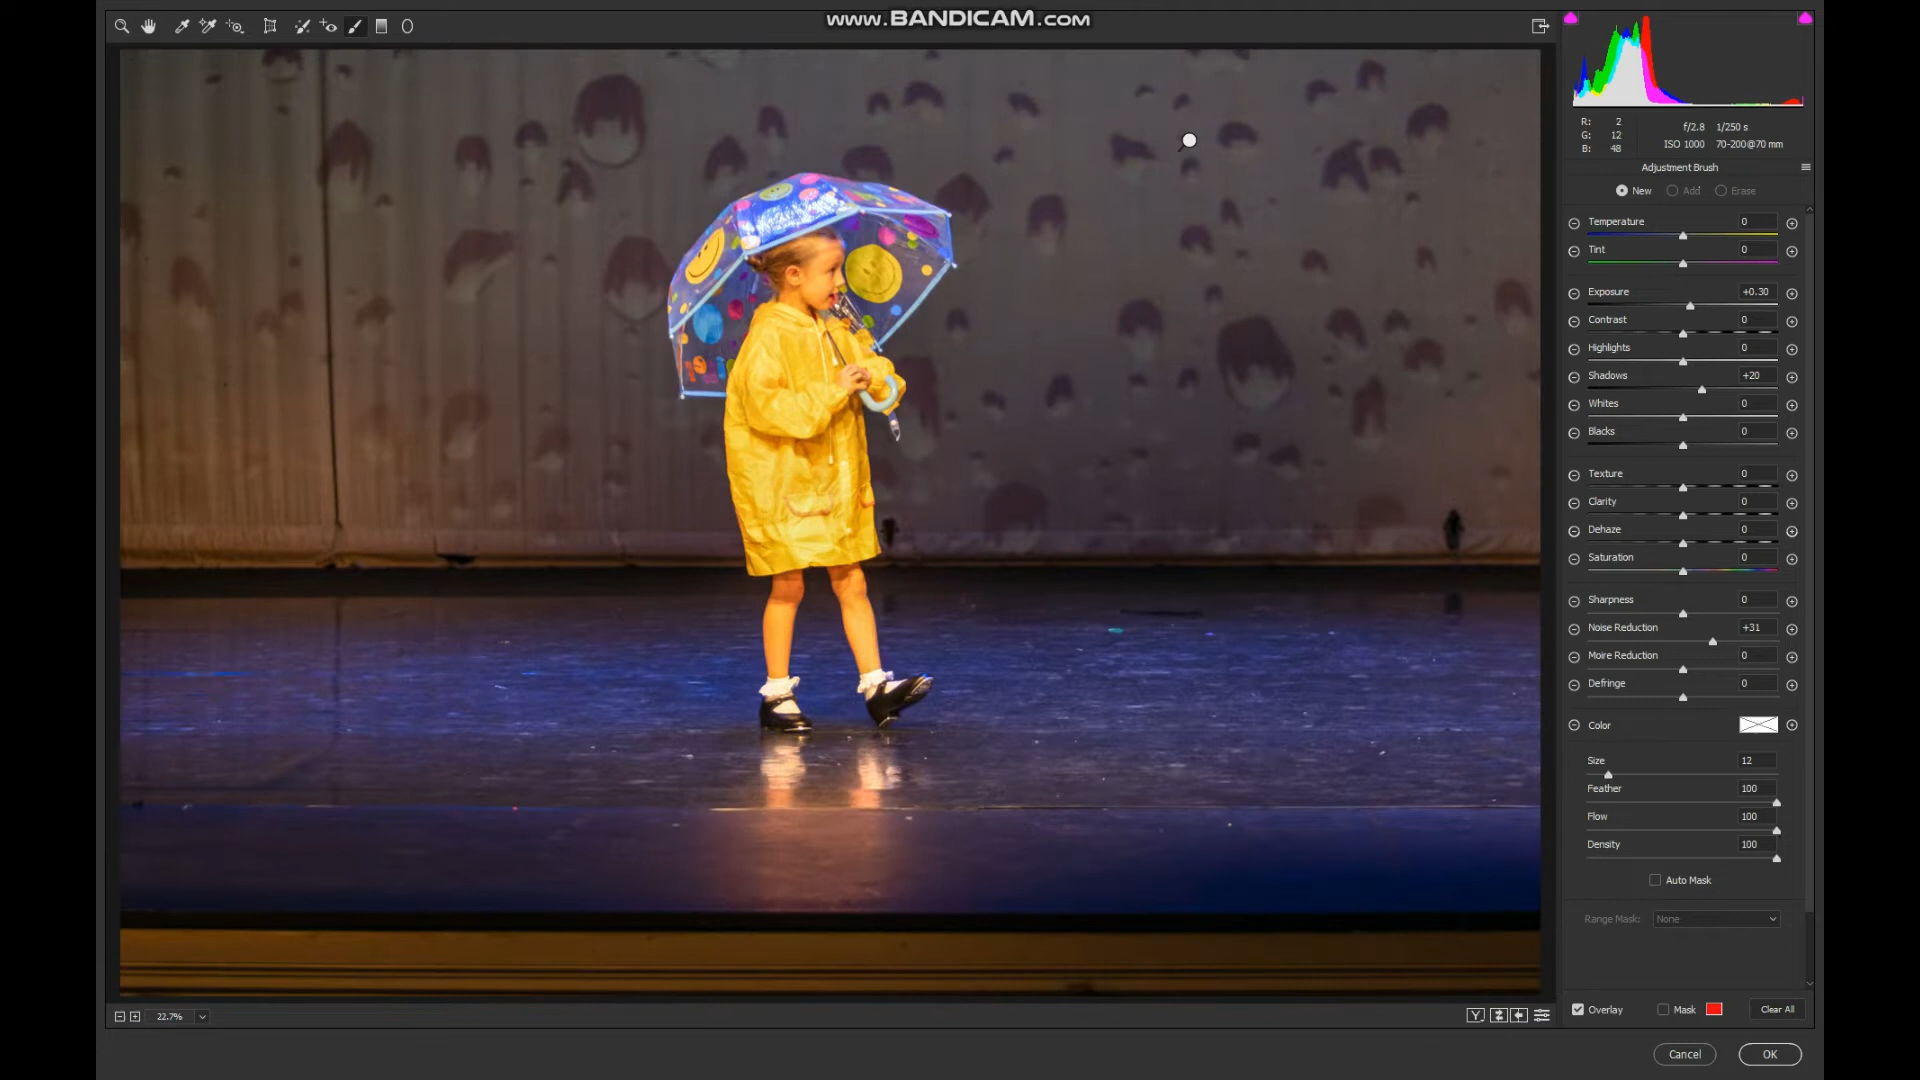 www.BANDICAM.com
R: 2
G: 12
B: 48
f/2.8 1/250 s
ISO 1000 70-200@70 mm
Adjustment Brush
New Add Erase
Temperature 0
Tint 0
Exposure +0.30
Contrast 0
Highlights 0
Shadows +20
Whites 0
Blacks 0
Texture 0
Clarity 0
Dehaze 0
Saturation 0
Sharpness 0
Noise Reduction +31
Moire Reduction 0
Defringe 0
Color
Size 12
Feather 100
Flow 100
Density 100
Auto Mask
Range Mask: None
22.7%
Y
Overlay Mask Clear All
Cancel OK